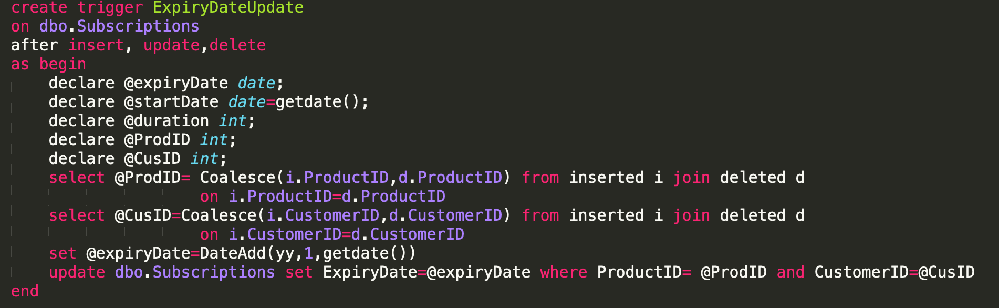 create trigger ExpiryDateUpdate
on dbo.Subscriptions
after insert, update,delete
as begin
declare @expiryDate date;
declare @startDate date=getdate();
declare @duration int;
declare @ProdID int;
declare @CusID int;
select @ProdID= Coalesce(i.ProductID,d.ProductID) from inserted i join deleted d
on i.ProductID=d.ProductID
select @CusID=Coalesce(i.CustomerID,d.CustomerID) from inserted i join deleted d
on i.CustomerID=d.CustomerID
set @expiryDate=DateAdd(yy,1,getdate())
update dbo.Subscriptions set ExpiryDate=@expiryDate where ProductID= @ProdID and CustomerID=@CusID
end